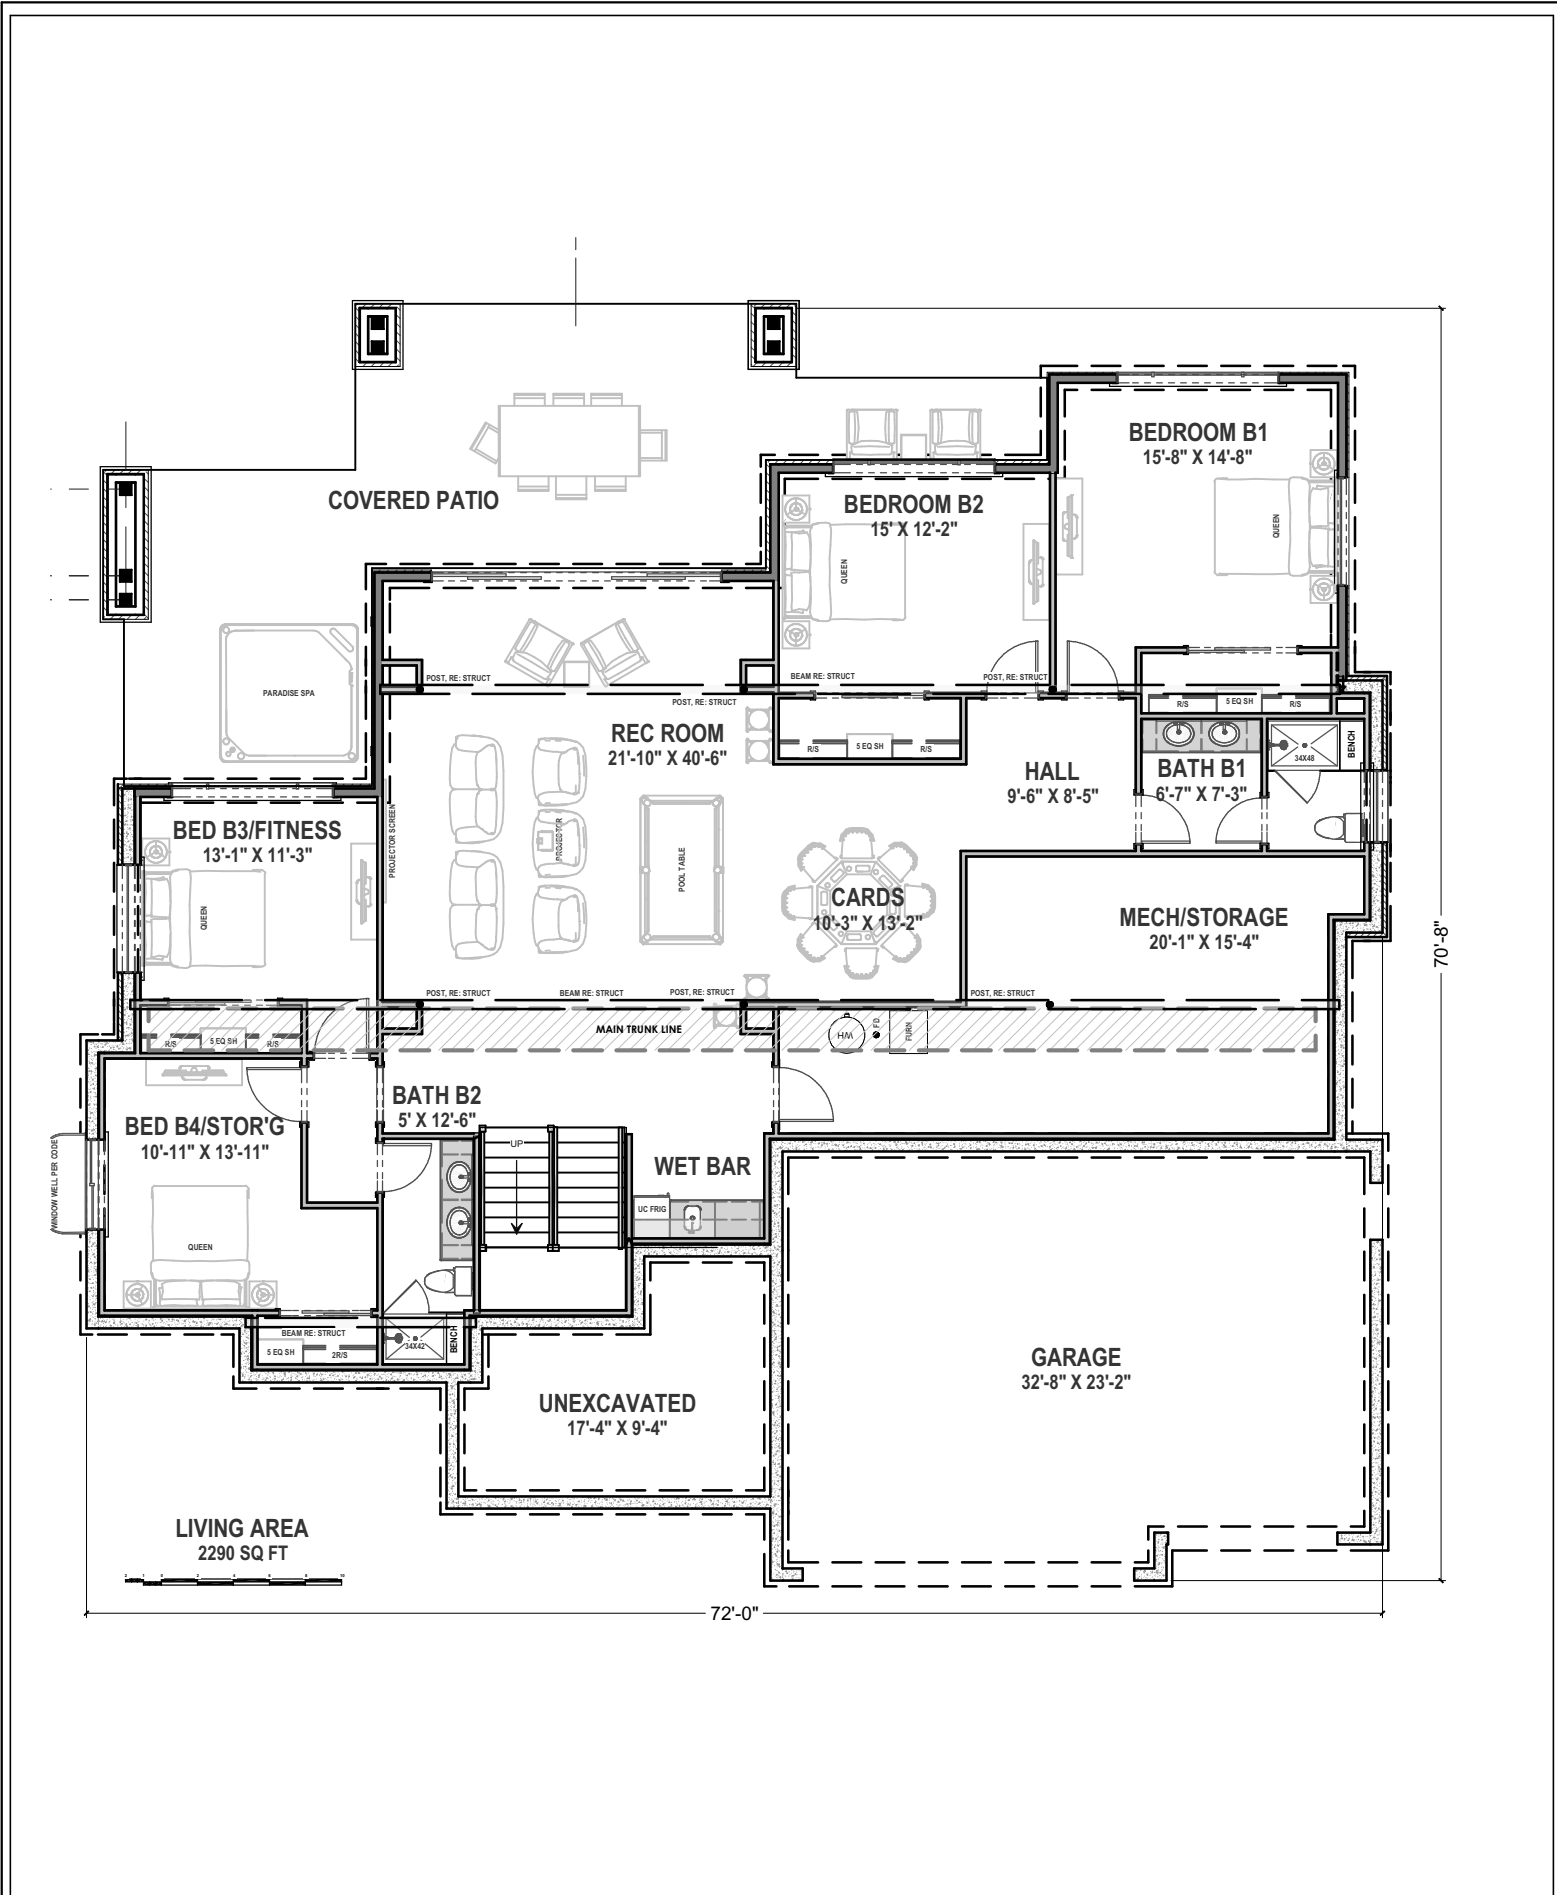 BEDROOM B1
15'-8" X 14'-8"
QUEEN
COVERED PATIO
BEDROOM B2
15' X 12'-2"
QUEEN
PARADISE SPA
POST, RE: STRUCT
BEAM RE: STRUCT
POST, RE: STRUCT
POST, RE: STRUCT
R/S
5 EQ SH
R/S
REC ROOM
21'-10" X 40'-6"
R/S
5 EQ SH
R/S
34X48
BENCH
HALL
9'-6" X 8'-5"
BATH B1
6'-7" X 7'-3"
BED B3/FITNESS
13'-1" X 11'-3"
QUEEN
PROJECTOR SCREEN
PROJECTOR
POOL TABLE
CARDS
10'-3" X 13'-2"
MECH/STORAGE
20'-1" X 15'-4"
70'-8"
POST, RE: STRUCT
BEAM RE: STRUCT
POST, RE: STRUCT
POST, RE: STRUCT
MAIN TRUNK LINE
WH
F.D.
FURN
R/S
5 EQ SH
R/S
BATH B2
5' X 12'-6"
BED B4/STOR'G
10'-11" X 13'-11"
WINDOW WELL PER CODE
UP
WET BAR
UC FRIG
QUEEN
BEAM RE: STRUCT
5 EQ SH
2R/S
34X42
BENCH
GARAGE
32'-8" X 23'-2"
UNEXCAVATED
17'-4" X 9'-4"
LIVING AREA
2290 SQ FT
72'-0"